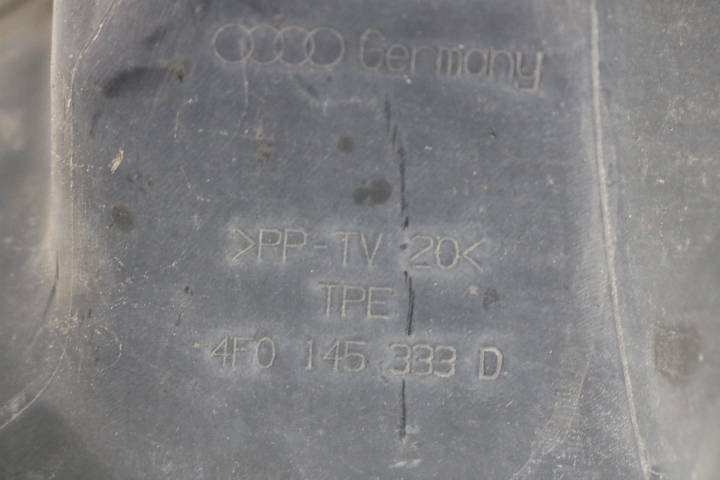 Germany
>PP-TV 20<
TPE
4F0 145 333 D